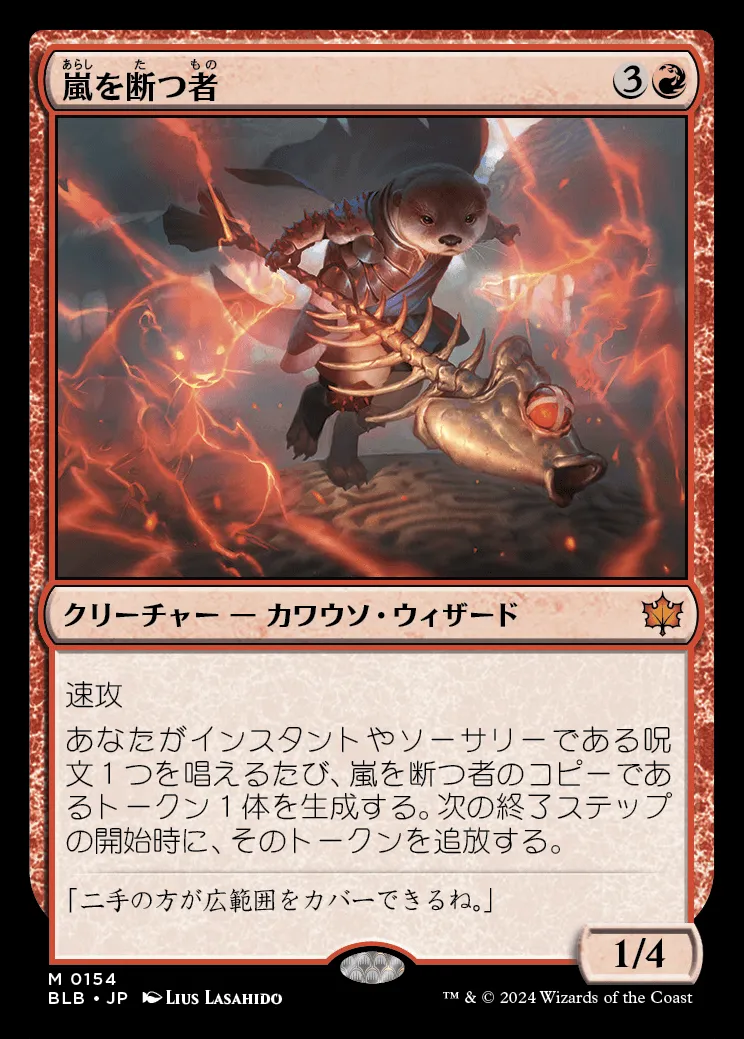 あらし た もの
嵐を断つ者
3
クリーチャー — カワウソ・ウィザード
速攻
あなたがインスタントやソーサリーである呪
文1つを唱えるたび、嵐を断つ者のコピーであ
るトークン1体を生成する。次の終了ステップ
の開始時に、そのトークンを追放する。
「二手の方が広範囲をカバーできるね。」
1/4
M 0154
BLB • JP Lius Lasahido
™ & © 2024 Wizards of the Coast